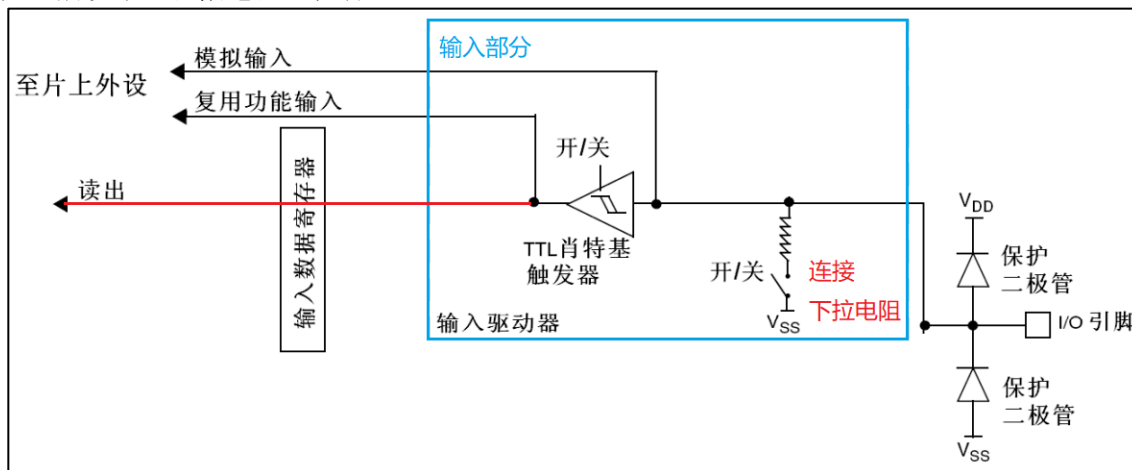 输入部分
模拟输入
至片上外设
复用功能输入
开/关
读出
输入数据寄存器
TTL肖特基
触发器
开/关
连接
下拉电阻
VSS
输入驱动器
VDD
保护
二极管
I/O 引脚
保护
二极管
VSS